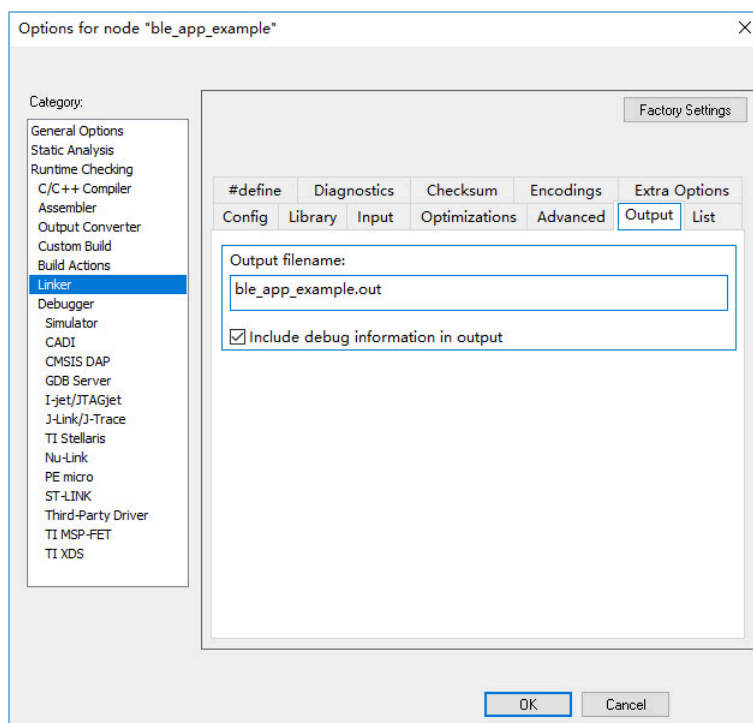 Options for node "ble_app_example"
Category:
General Options
Static Analysis
Runtime Checking
C/C++ Compiler
Assembler
Output Converter
Custom Build
Build Actions
Linker
Debugger
Simulator
CADI
CMSIS DAP
GDB Server
I-jet/JTAGjet
J-Link/J-Trace
TI Stellaris
Nu-Link
PE micro
ST-LINK
Third-Party Driver
TI MSP-FET
TI XDS
Factory Settings
#define Diagnostics Checksum Encodings Extra Options
Config Library Input Optimizations Advanced Output List
Output filename:
ble_app_example.out
Include debug information in output
OK Cancel